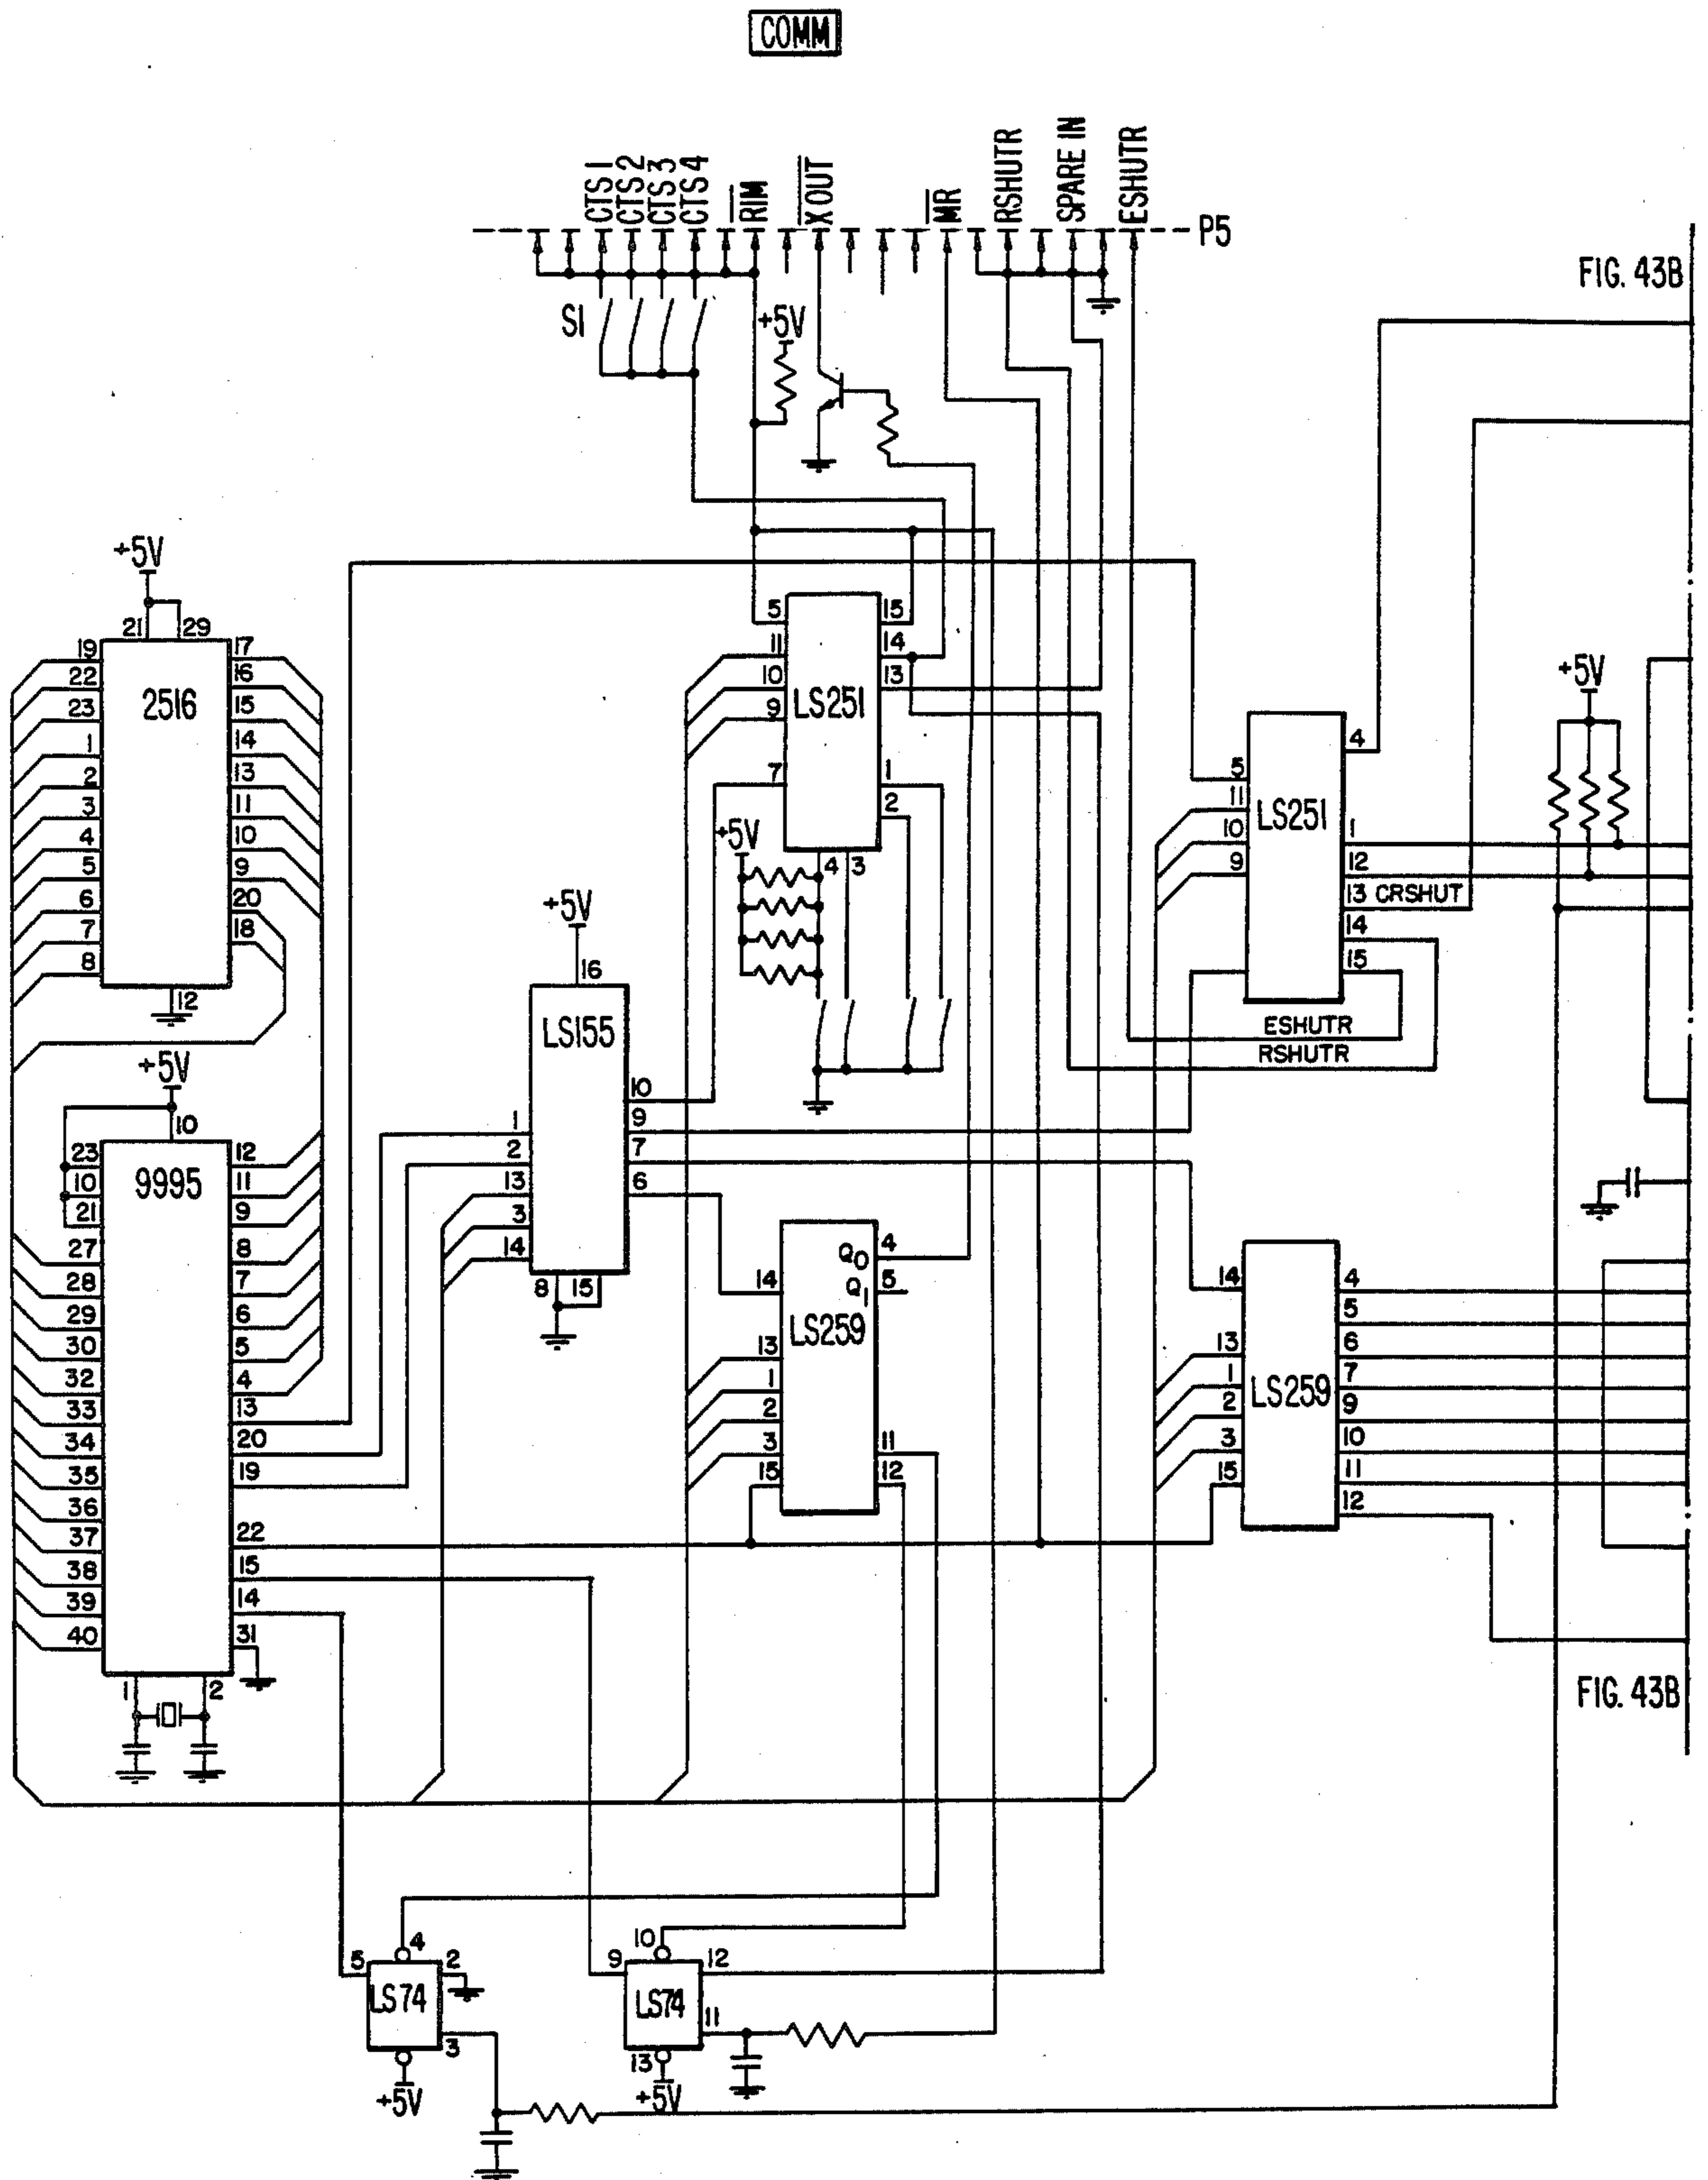 COMM
CTS 1
CTS 2
CTS 3
CTS 4
RIM
X OUT
MR
RSHUTR
SPARE IN
ESHUTR
P5
FIG. 43B
S1
+5V
+5V
21 29
19 17
22 16
23 15
1 14
2 13
3 11
4 10
5 9
6 20
7 18
8
2516
12
5 15
11 14
10 13
9
7 1
2
LS251
4 3
+5V
+5V
5 4
11
10 1
9 12
13 CRSHUT
14
15
LS251
ESHUTR
RSHUTR
+5V
16
LS155
1 10
2 9
13 7
3 6
14
8 15
+5V
10
23 12
10 11
21 9
27 8
28 7
29 6
30 5
32 4
33 13
34 20
35 19
36
37 22
38 15
39 14
40 31
9995
1 2
Q0 4
Q1 5
14
LS259
13
1
2
3 11
15 12
14 4
5
13 6
1 7
2 9
3 10
15 11
12
LS259
FIG. 43B
4
5 2
LS74
3
+5V
10
9 12
LS74
11
13
+5V